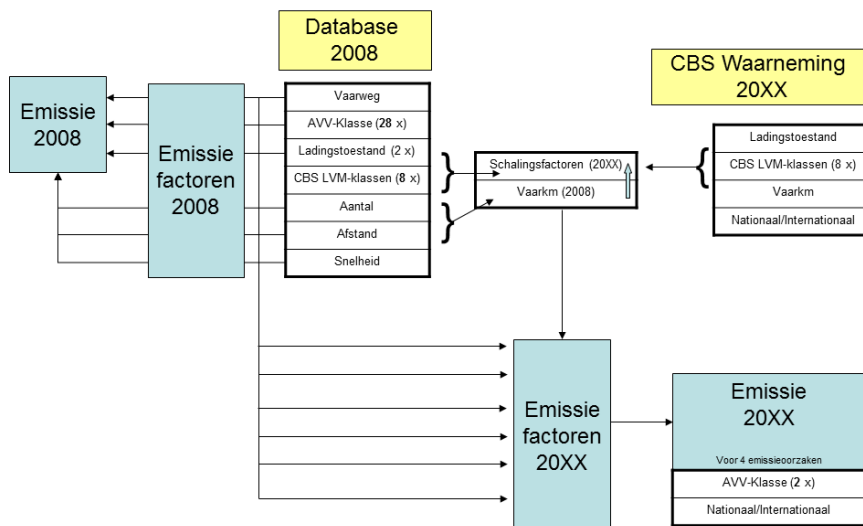 Database
2008
CBS Waarneming
20XX
Emissie
2008
Emissie
factoren
2008
Vaarweg
AVV-Klasse (28 x)
Ladingstoestand (2 x)
CBS LVM-klassen (8 x)
Aantal
Afstand
Snelheid
Schalingsfactoren (20XX)
Vaarkm (2008)
Ladingtoestand
CBS LVM-klassen (8 x)
Vaarkm
Nationaal/Internationaal
Emissie
factoren
20XX
Emissie
20XX
Voor 4 emissieoorzaken
AVV-Klasse (2 x)
Nationaal/Internationaal